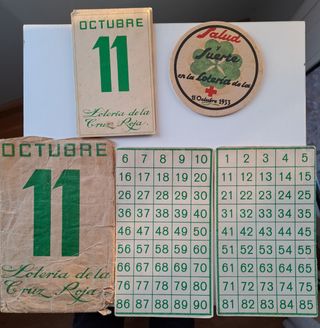 OCTUBRE
11
Lotería de la
Cruz Roja.
Salud
y
Suerte
en la Lotería de la
11 Octubre 1933
OCTUBRE
11
Lotería de la
Cruz Roja.
6 7 8 9 10
16 17 18 19 20
26 27 28 29 30
36 37 38 39 40
46 47 48 49 50
56 57 58 59 60
66 67 68 69 70
76 77 78 79 80
86 87 88 89 90
1 2 3 4 5
11 12 13 14 15
21 22 23 24 25
31 32 33 34 35
41 42 43 44 45
51 52 53 54 55
61 62 63 64 65
71 72 73 74 75
81 82 83 84 85